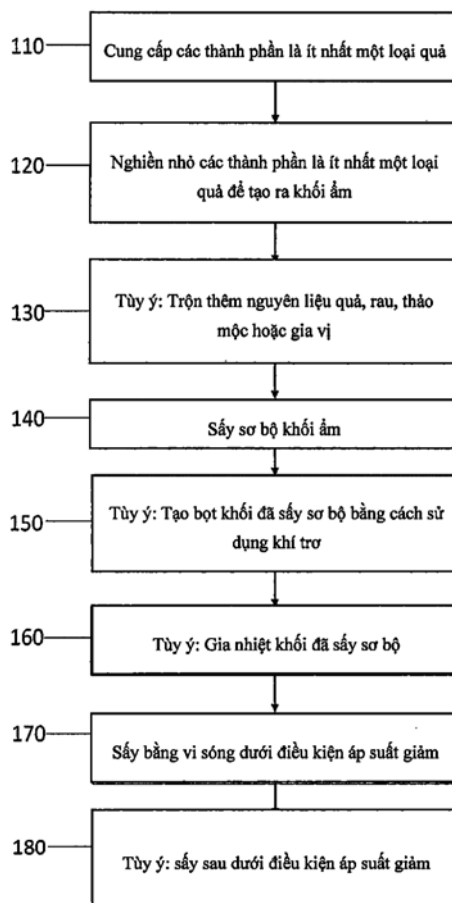 110
Cung cấp các thành phần là ít nhất một loại quả
120
Nghiền nhỏ các thành phần là ít nhất một loại
quả để tạo ra khối ẩm
130
Tùy ý: Trộn thêm nguyên liệu quả, rau, thảo
mộc hoặc gia vị
140
Sấy sơ bộ khối ẩm
150
Tùy ý: Tạo bọt khối đã sấy sơ bộ bằng cách sử
dụng khí trơ
160
Tùy ý: Gia nhiệt khối đã sấy sơ bộ
170
Sấy bằng vi sóng dưới điều kiện áp suất giảm
180
Tùy ý: sấy sau dưới điều kiện áp suất giảm